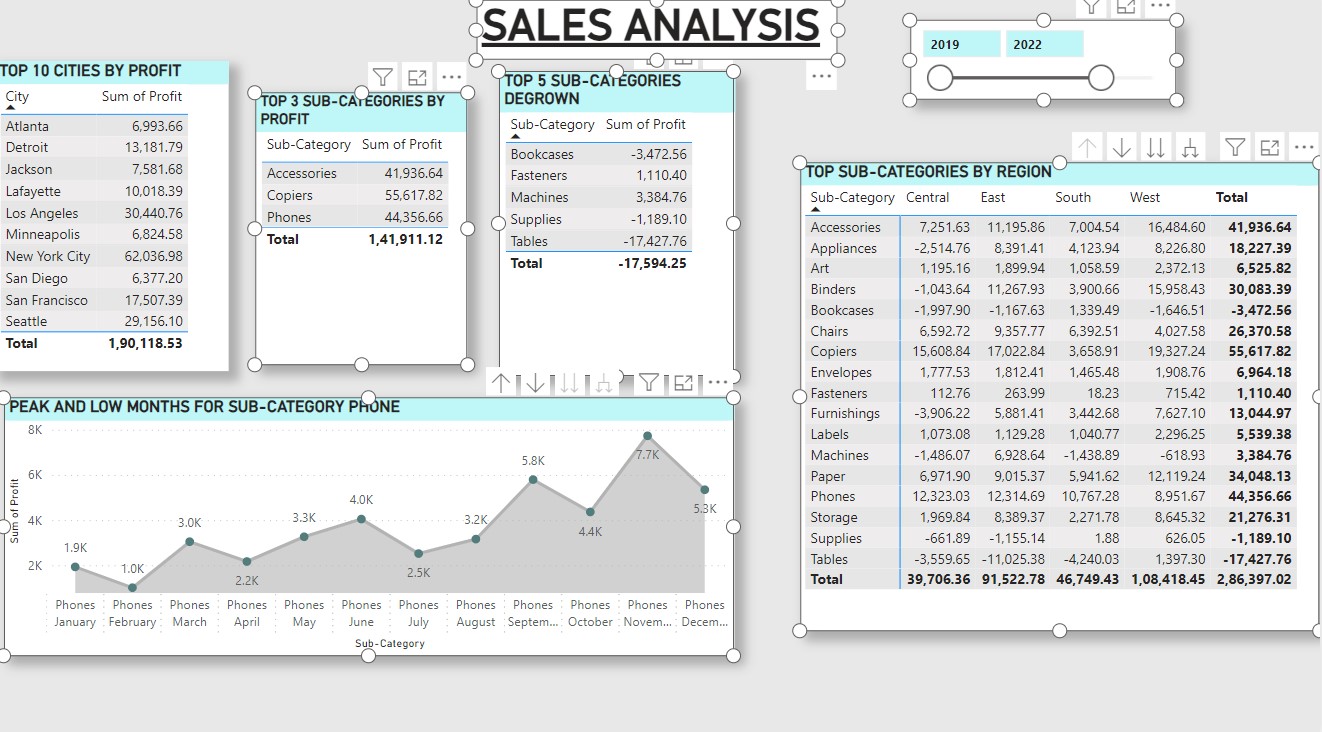 SALES ANALYSIS
2019 2022
TOP 10 CITIES BY PROFIT
City Sum of Profit
Atlanta 6,993.66
Detroit 13,181.79
Jackson 7,581.68
Lafayette 10,018.39
Los Angeles 30,440.76
Minneapolis 6,824.58
New York City 62,036.98
San Diego 6,377.20
San Francisco 17,507.39
Seattle 29,156.10
Total 1,90,118.53
TOP 3 SUB-CATEGORIES BY
PROFIT
Sub-Category Sum of Profit
Accessories 41,936.64
Copiers 55,617.82
Phones 44,356.66
Total 1,41,911.12
TOP 5 SUB-CATEGORIES
DEGROWN
Sub-Category Sum of Profit
Bookcases -3,472.56
Fasteners 1,110.40
Machines 3,384.76
Supplies -1,189.10
Tables -17,427.76
Total -17,594.25
TOP SUB-CATEGORIES BY REGION
Sub-Category Central East South West Total
Accessories 7,251.63 11,195.86 7,004.54 16,484.60 41,936.64
Appliances -2,514.76 8,391.41 4,123.94 8,226.80 18,227.39
Art 1,195.16 1,899.94 1,058.59 2,372.13 6,525.82
Binders -1,043.64 11,267.93 3,900.66 15,958.43 30,083.39
Bookcases -1,997.90 -1,167.63 1,339.49 -1,646.51 -3,472.56
Chairs 6,592.72 9,357.77 6,392.51 4,027.58 26,370.58
Copiers 15,608.84 17,022.84 3,658.91 19,327.24 55,617.82
Envelopes 1,777.53 1,812.41 1,465.48 1,908.76 6,964.18
Fasteners 112.76 263.99 18.23 715.42 1,110.40
Furnishings -3,906.22 5,881.41 3,442.68 7,627.10 13,044.97
Labels 1,073.08 1,129.28 1,040.77 2,296.25 5,539.38
Machines -1,486.07 6,928.64 -1,438.89 -618.93 3,384.76
Paper 6,971.90 9,015.37 5,941.62 12,119.24 34,048.13
Phones 12,323.03 12,314.69 10,767.28 8,951.67 44,356.66
Storage 1,969.84 8,389.37 2,271.78 8,645.32 21,276.31
Supplies -661.89 -1,155.14 1.88 626.05 -1,189.10
Tables -3,559.65 -11,025.38 -4,240.03 1,397.30 -17,427.76
Total 39,706.36 91,522.78 46,749.43 1,08,418.45 2,86,397.02
PEAK AND LOW MONTHS FOR SUB-CATEGORY PHONE
Sum of Profit
8K
6K
4K
2K
1.9K 1.0K 3.0K 2.2K 3.3K 4.0K 2.5K 3.2K 5.8K 4.4K 7.7K 5.3K
Phones Phones Phones Phones Phones Phones Phones Phones Phones Phones Phones Phones
January February March April May June July August Septem... October Novem... Decem...
Sub-Category